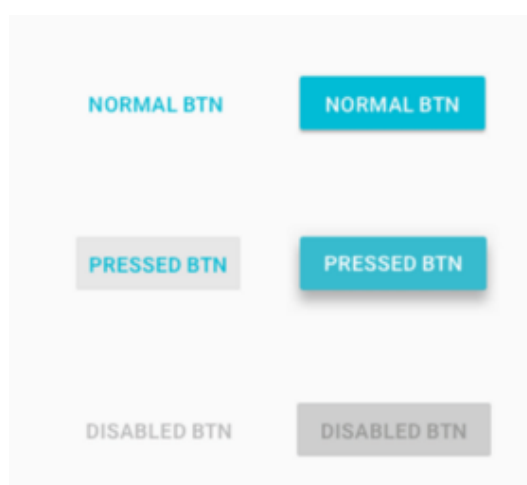 NORMAL BTN NORMAL BTN
PRESSED BTN PRESSED BTN
DISABLED BTN DISABLED BTN